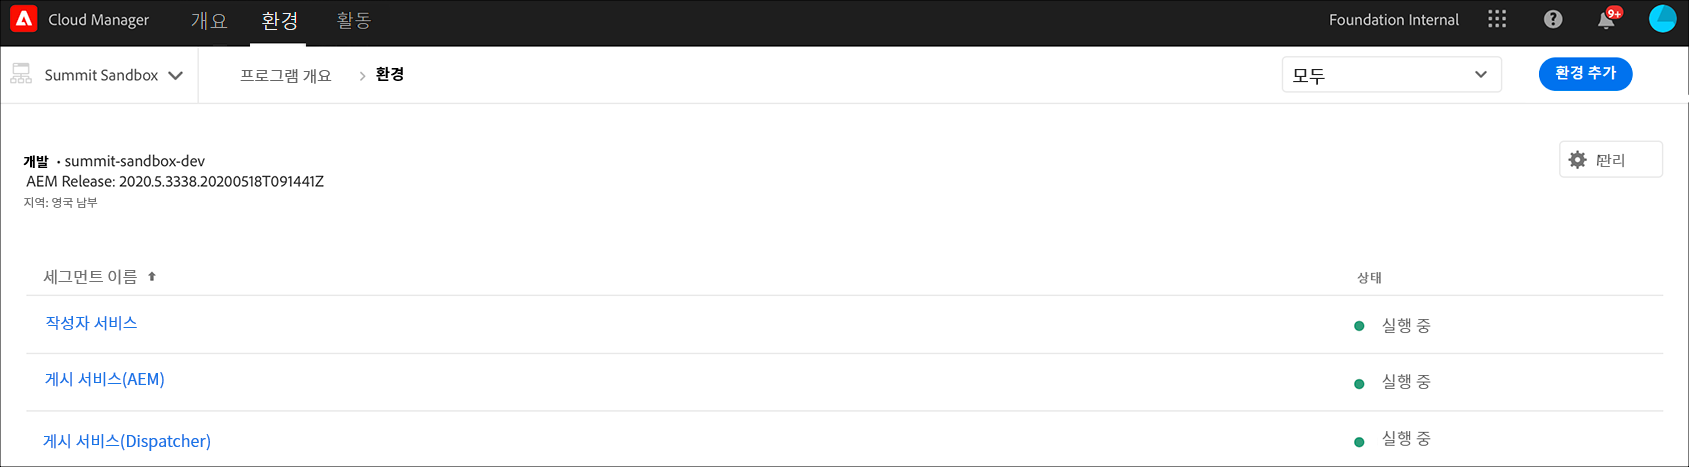 Cloud Manager 개요 환경 활동 Foundation Internal 9+
Summit Sandbox 프로그램 개요 > 환경 모두 환경 추가
개발 • summit-sandbox-dev
관리
AEM Release: 2020.5.3338.20200518T091441Z
지역: 영국 남부
세그먼트 이름 상태
작성자 서비스 실행 중
게시 서비스(AEM) 실행 중
게시 서비스(Dispatcher) 실행 중